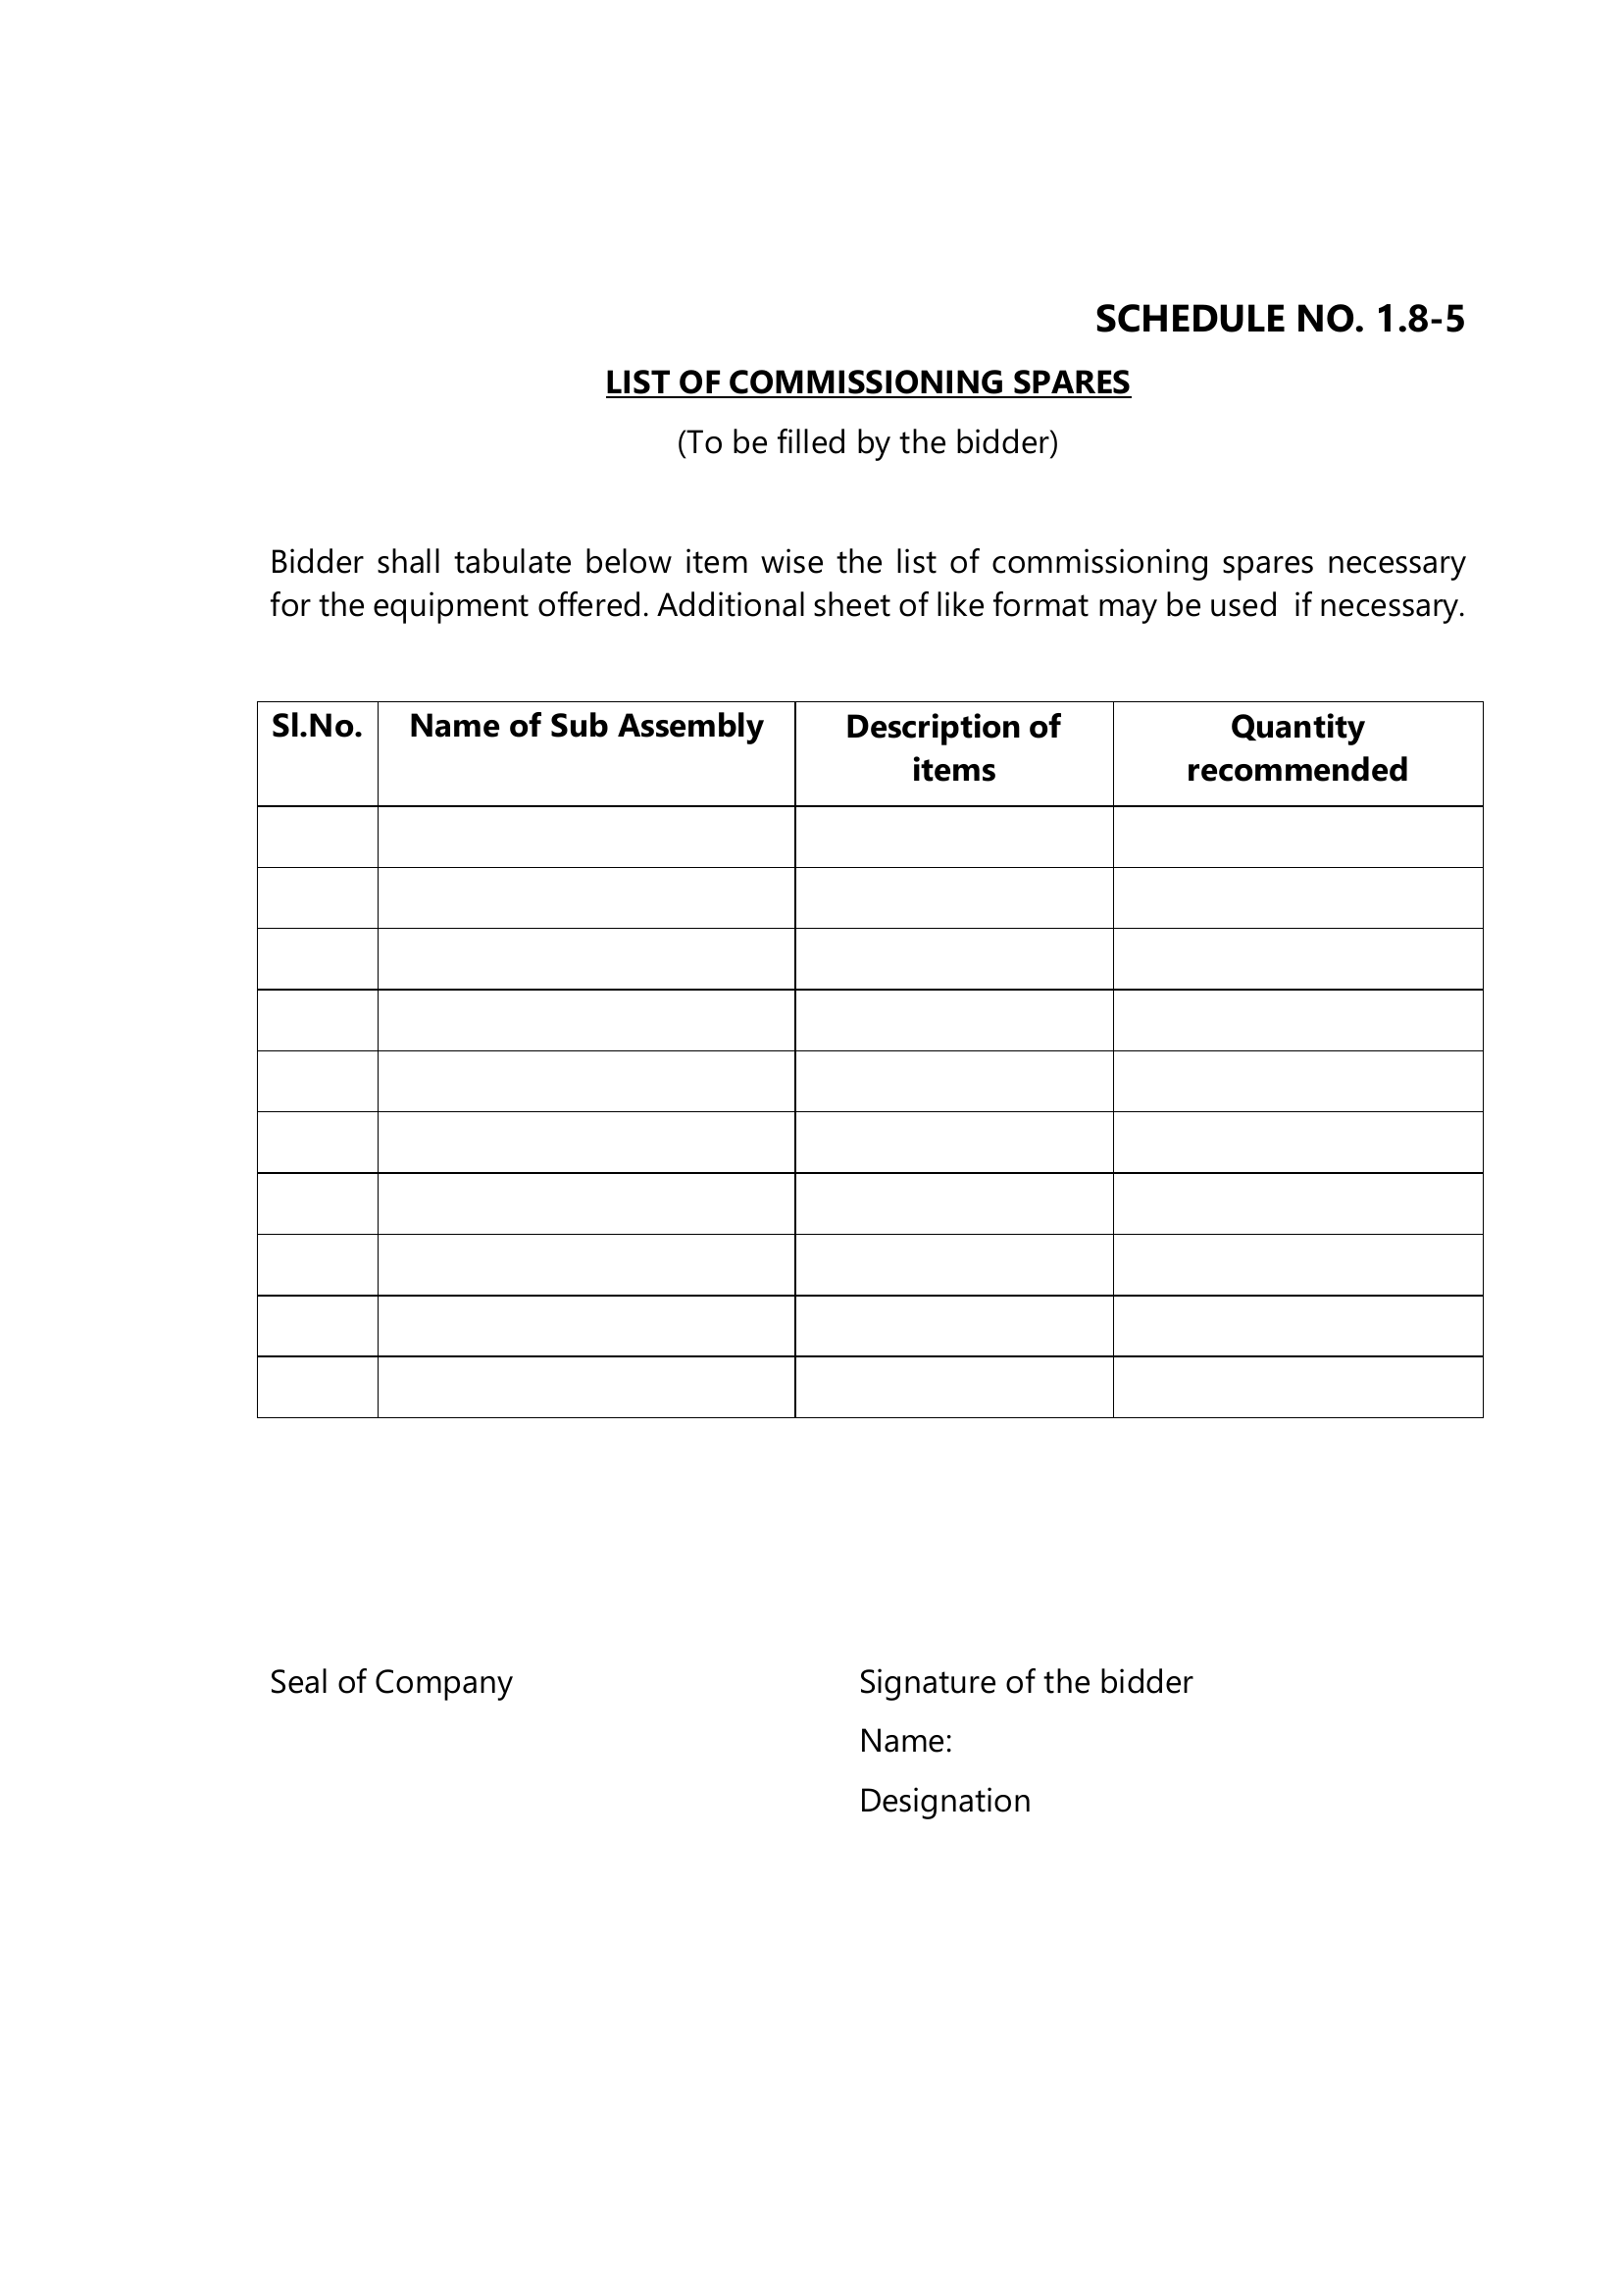 SCHEDULE NO. 1.8-5
LIST OF COMMISSIONING SPARES
(To be filled by the bidder)
Bidder shall tabulate below item wise the list of commissioning spares necessary
for the equipment offered. Additional sheet of like format may be used  if necessary.
Sl.No. Name of Sub Assembly Description of items Quantity recommended
Seal of Company
Signature of the bidder
Name:
Designation